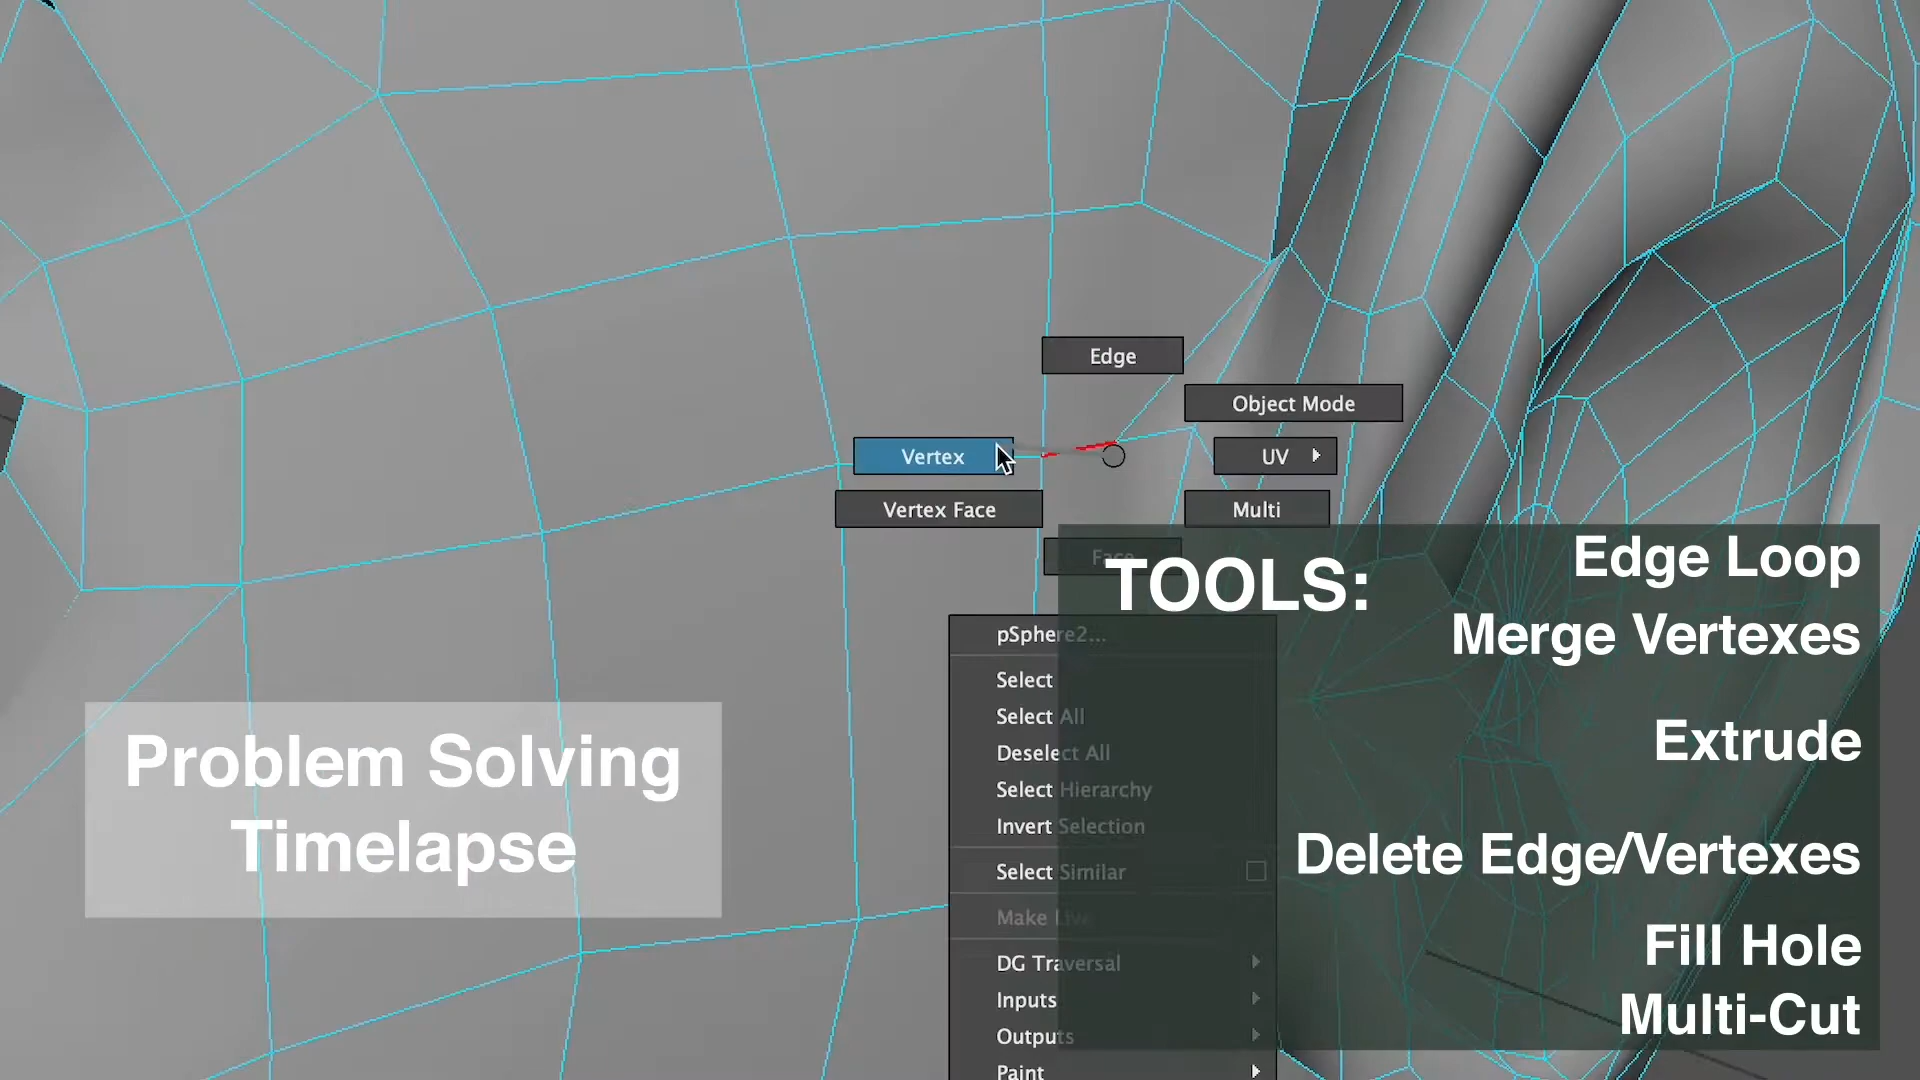 Edge
Object Mode
Vertex
UV
Vertex Face
Multi
Face
TOOLS:
Edge Loop
Merge Vertexes
Extrude
Delete Edge/Vertexes
Fill Hole
Multi-Cut
pSphere2...
Select
Select All
Deselect All
Select Hierarchy
Invert Selection
Select Similar
Make Live
DG Traversal
Inputs
Outputs
Paint
Problem Solving
Timelapse